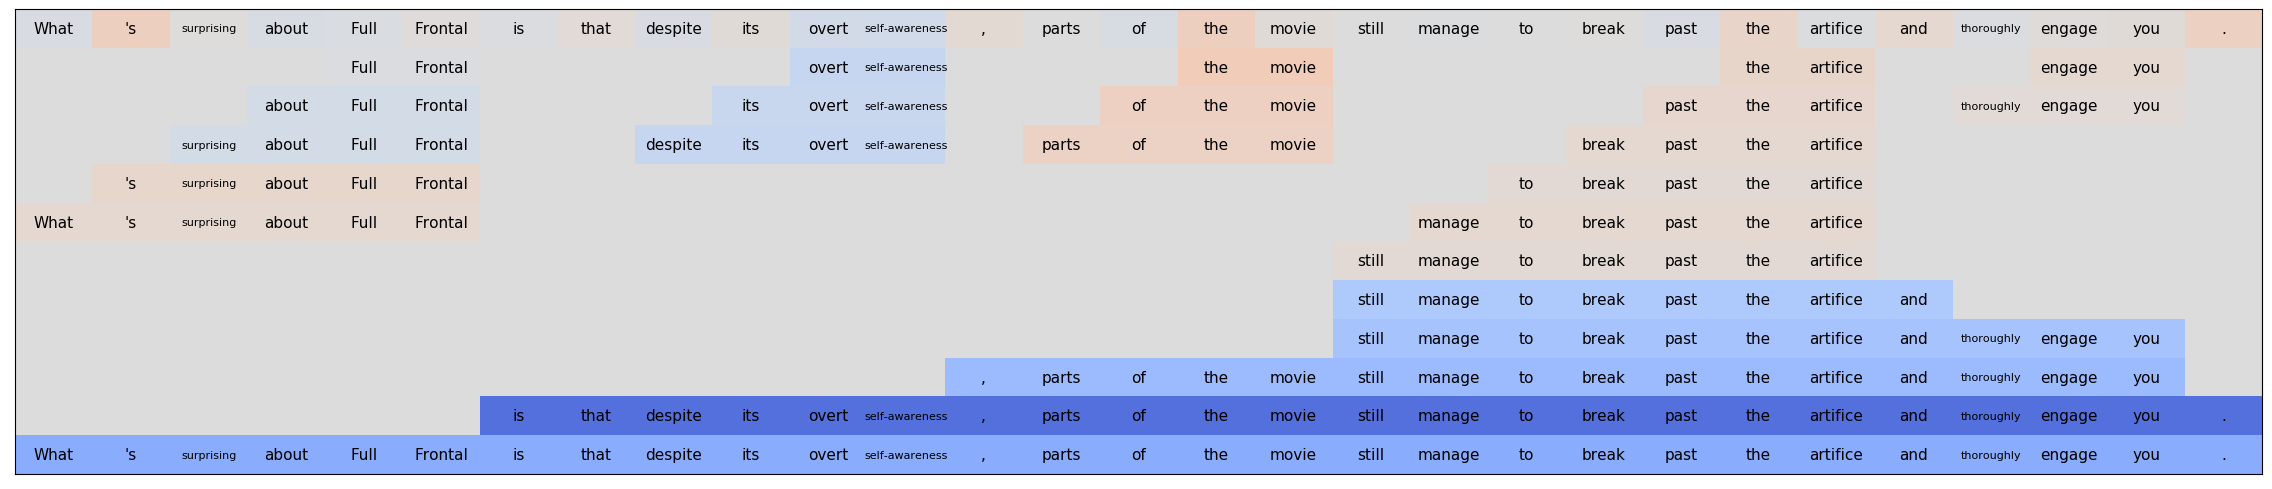 What 's surprising about Full Frontal is that despite its overt self-awareness , parts of the movie still manage to break past the artifice and thoroughly engage you .
Full Frontal overt self-awareness the movie the artifice engage you
about Full Frontal its overt self-awareness of the movie past the artifice thoroughly engage you
surprising about Full Frontal despite its overt self-awareness parts of the movie break past the artifice
's surprising about Full Frontal to break past the artifice
What 's surprising about Full Frontal manage to break past the artifice
still manage to break past the artifice
still manage to break past the artifice and
still manage to break past the artifice and thoroughly engage you
, parts of the movie still manage to break past the artifice and thoroughly engage you
is that despite its overt self-awareness , parts of the movie still manage to break past the artifice and thoroughly engage you .
What 's surprising about Full Frontal is that despite its overt self-awareness , parts of the movie still manage to break past the artifice and thoroughly engage you .